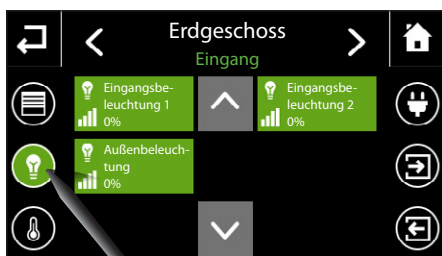 Erdgeschoss
Eingang
Eingangsbe-
leuchtung 1
0%
Eingangsbe-
leuchtung 2
0%
Außenbeleuch-
tung
0%